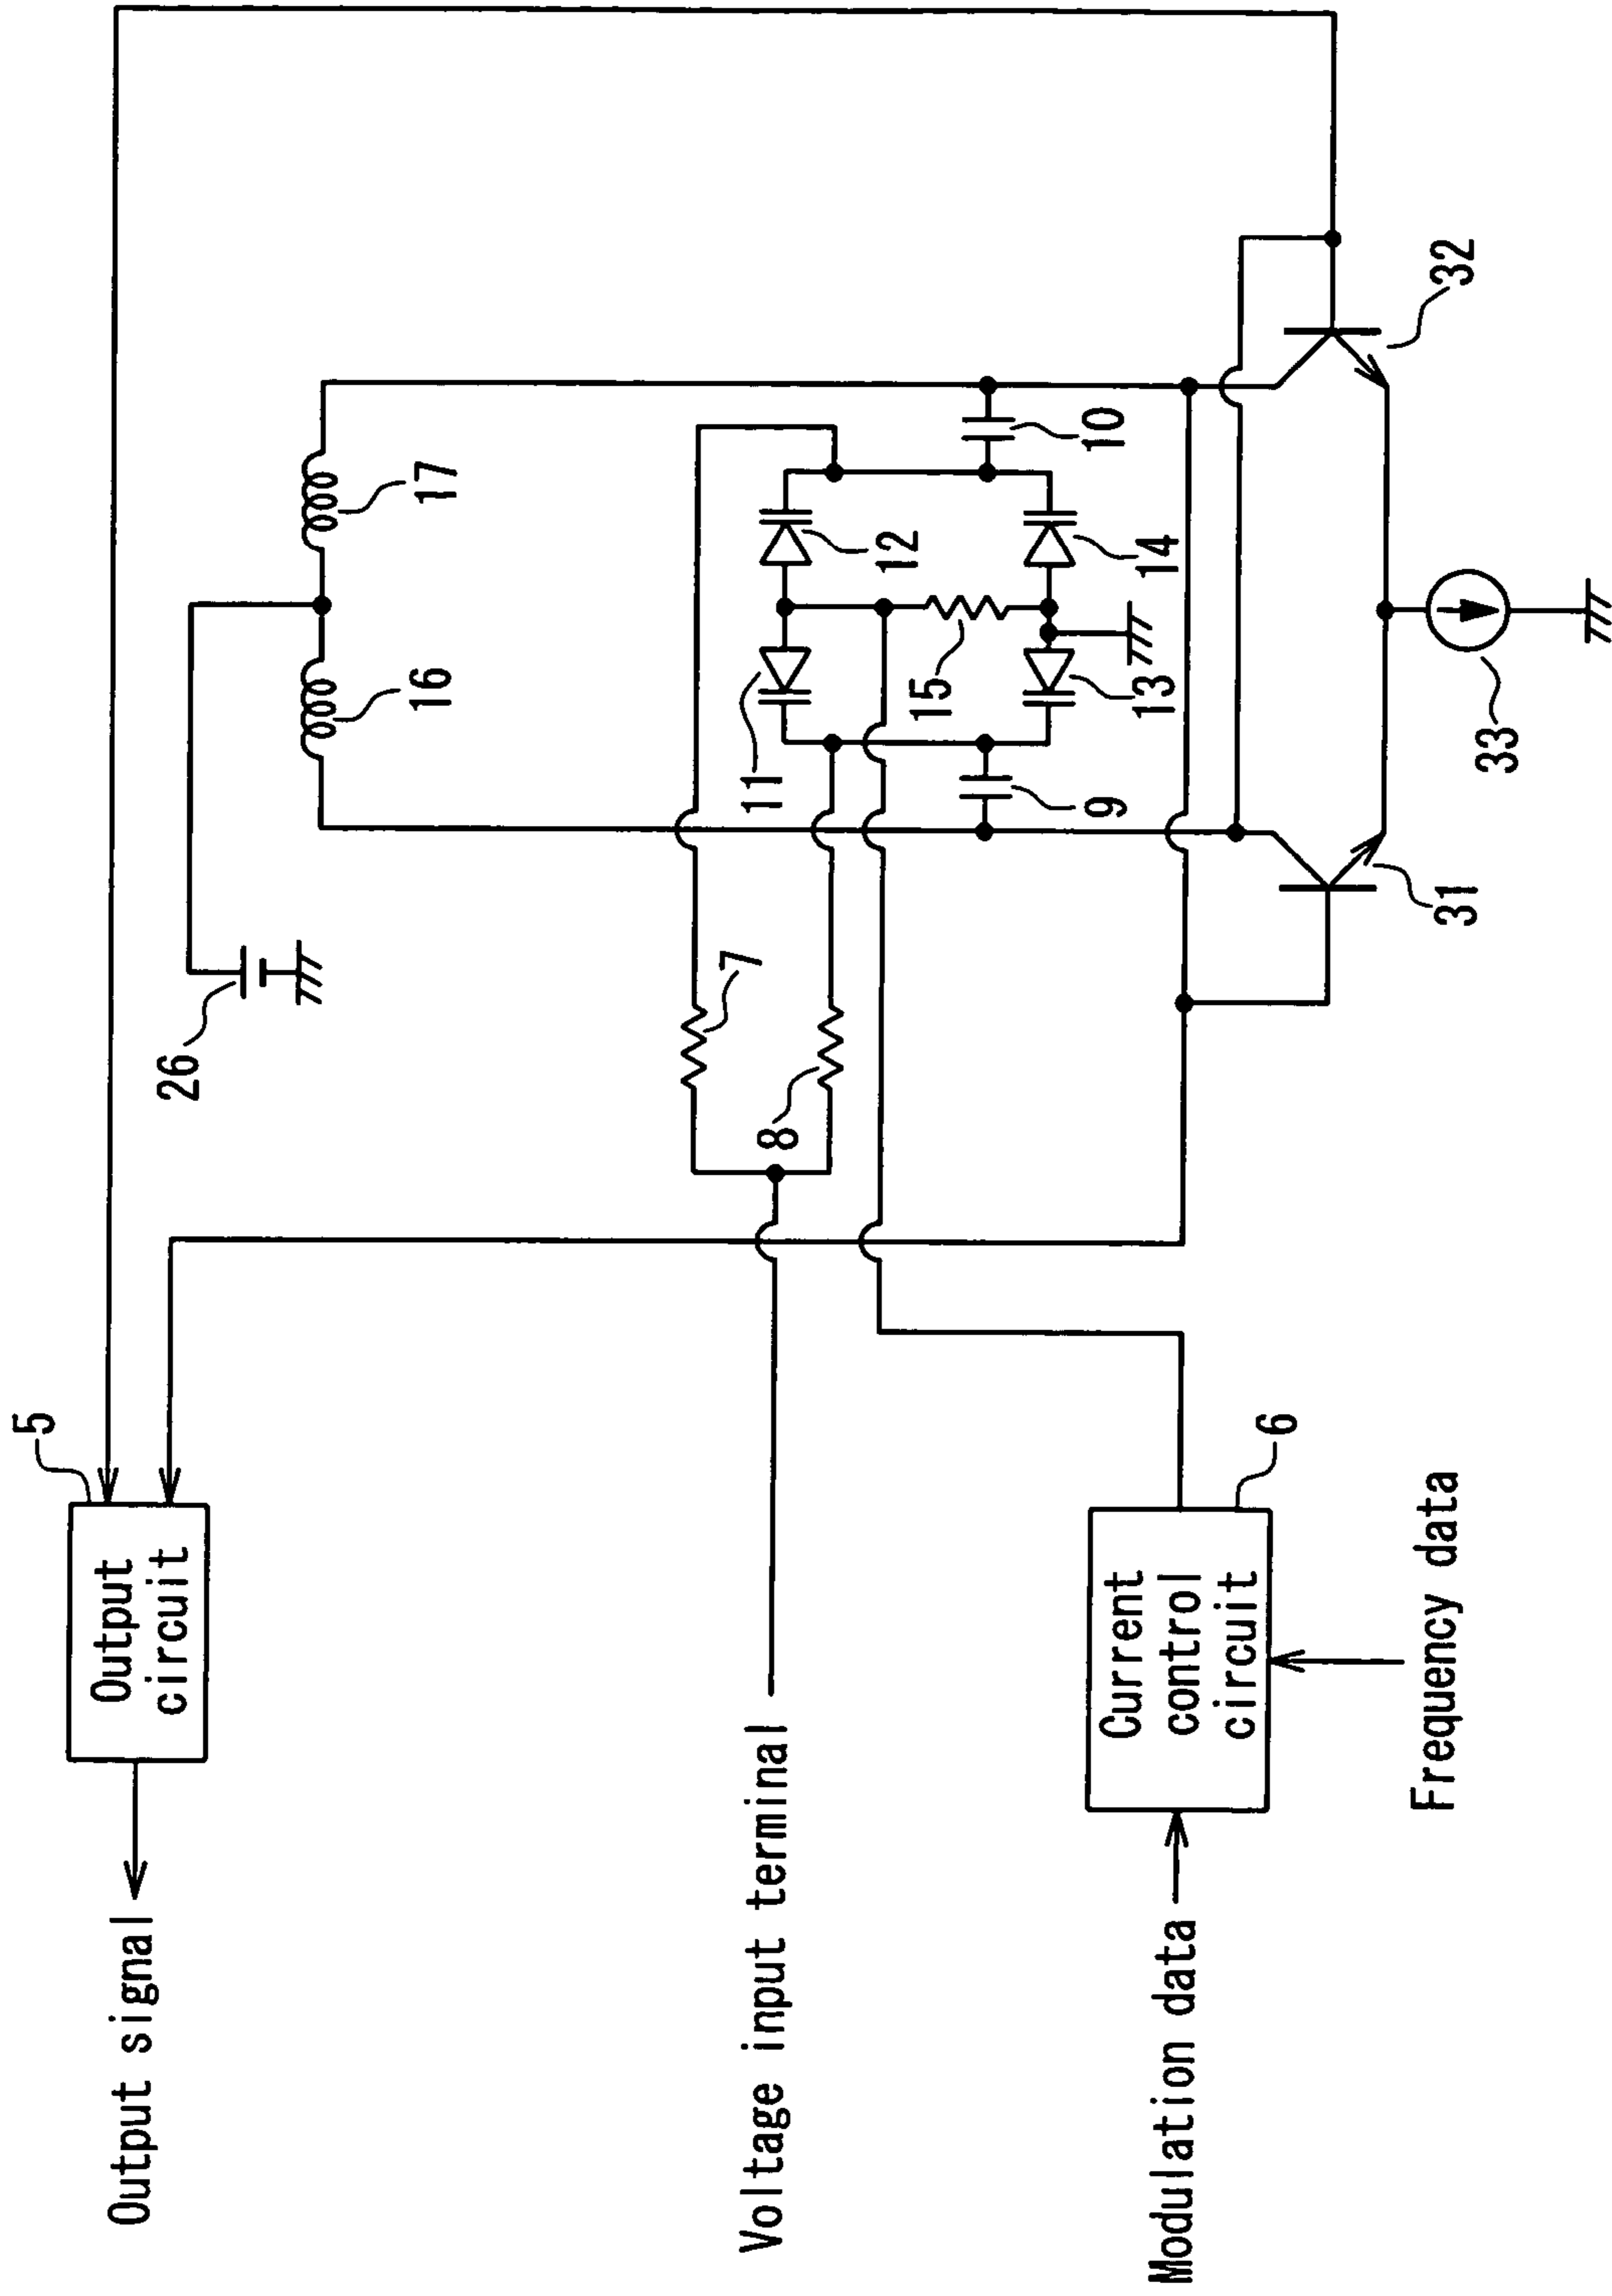 5
Output
circuit
Output signal
26
16
17
7
8
Voltage input terminal
11
12
15
13
14
9
10
6
Current
control
circuit
Modulation data
Frequency data
31
32
33